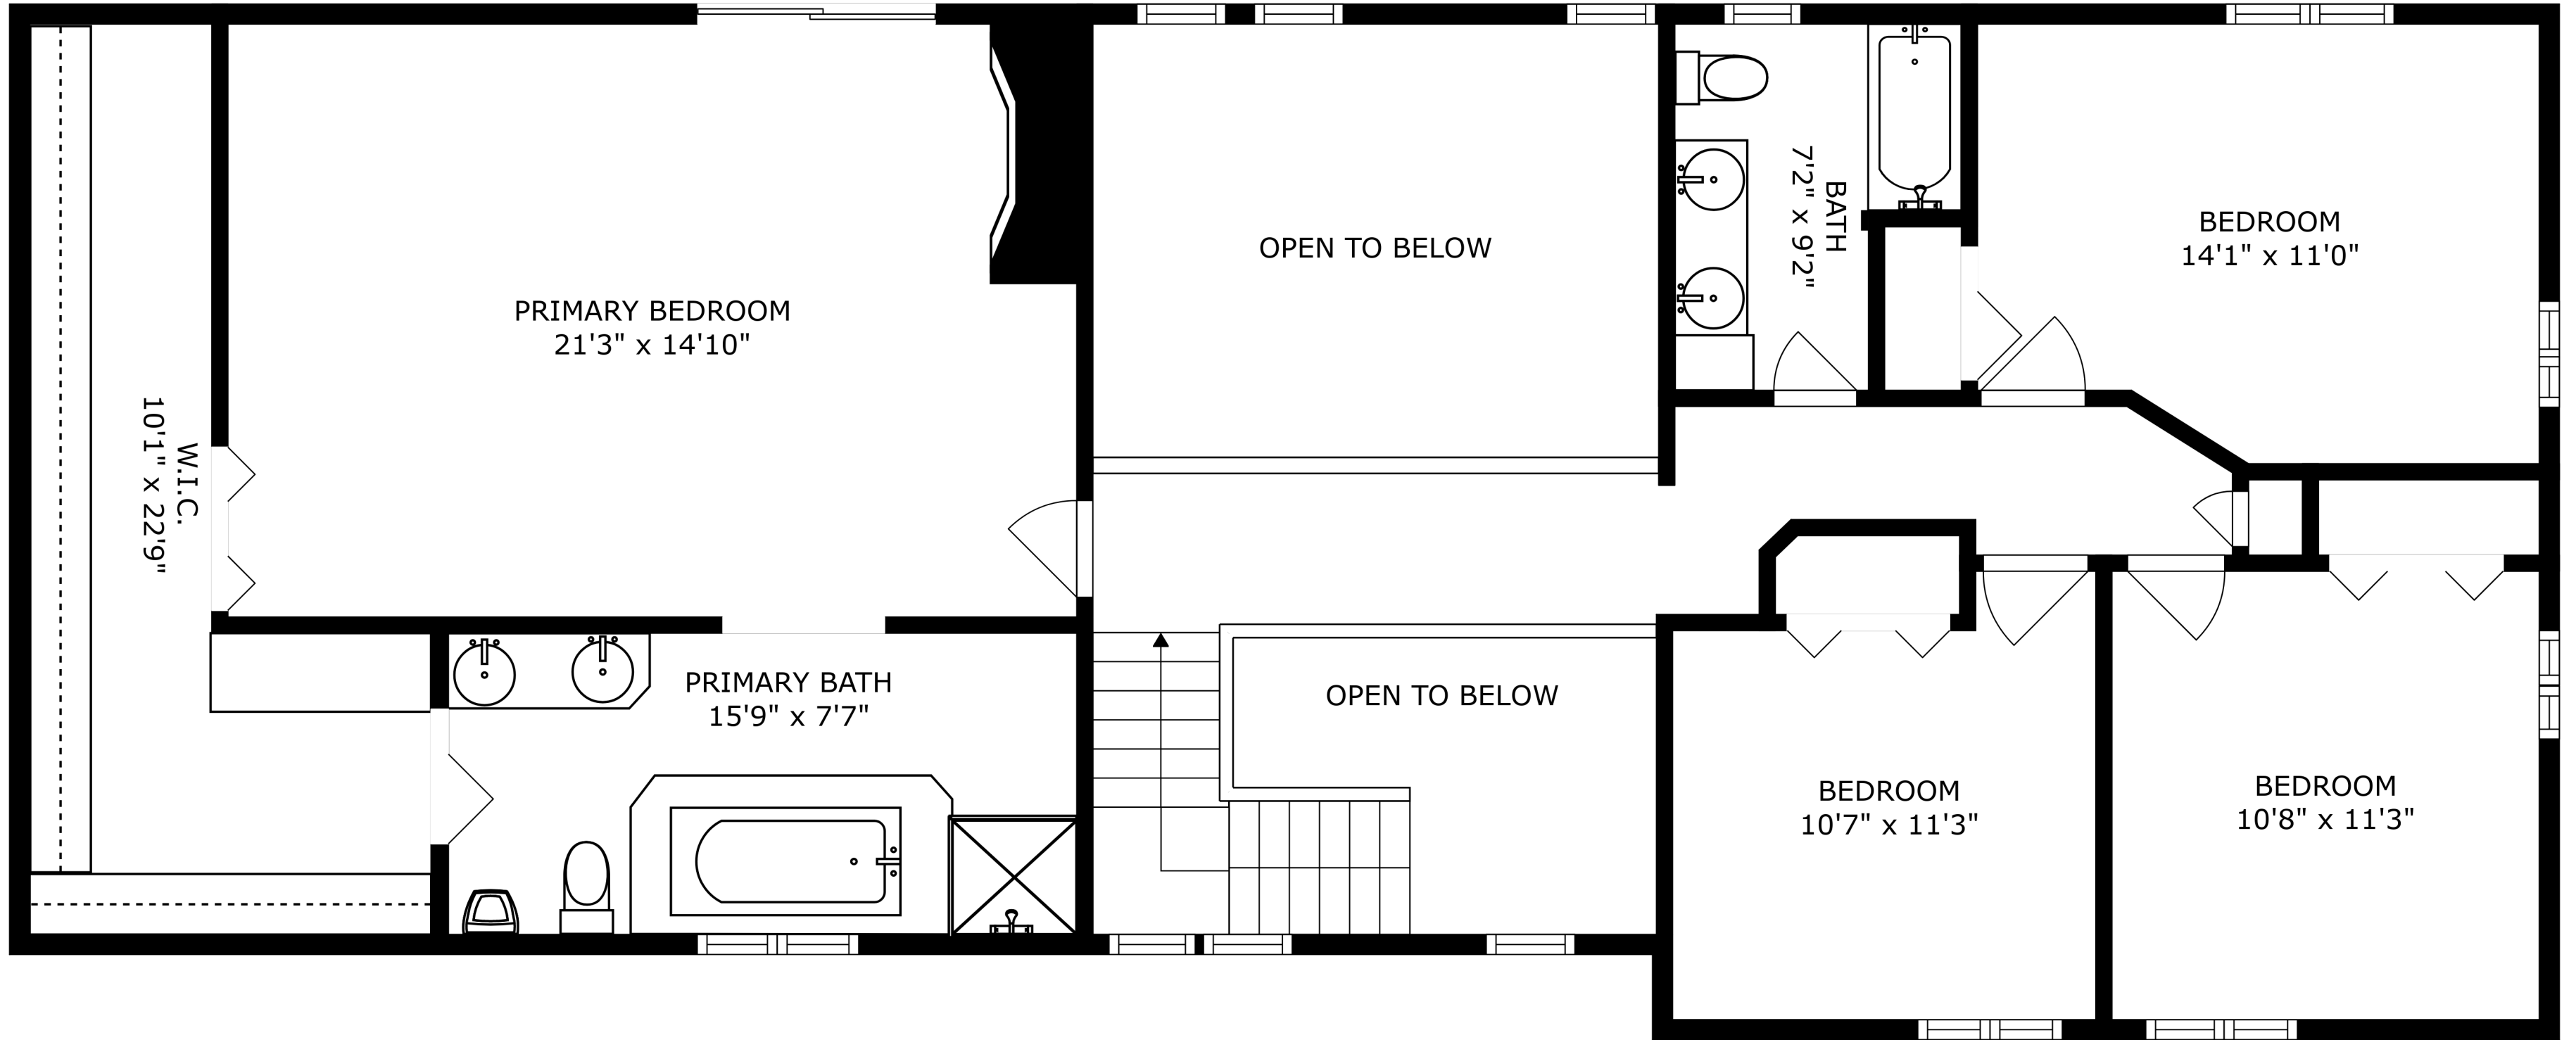 PRIMARY BEDROOM
21'3" x 14'10"
OPEN TO BELOW
BATH
7'2" x 9'2"
BEDROOM
14'1" x 11'0"
W.I.C.
10'1" x 22'9"
PRIMARY BATH
15'9" x 7'7"
OPEN TO BELOW
BEDROOM
10'7" x 11'3"
BEDROOM
10'8" x 11'3"